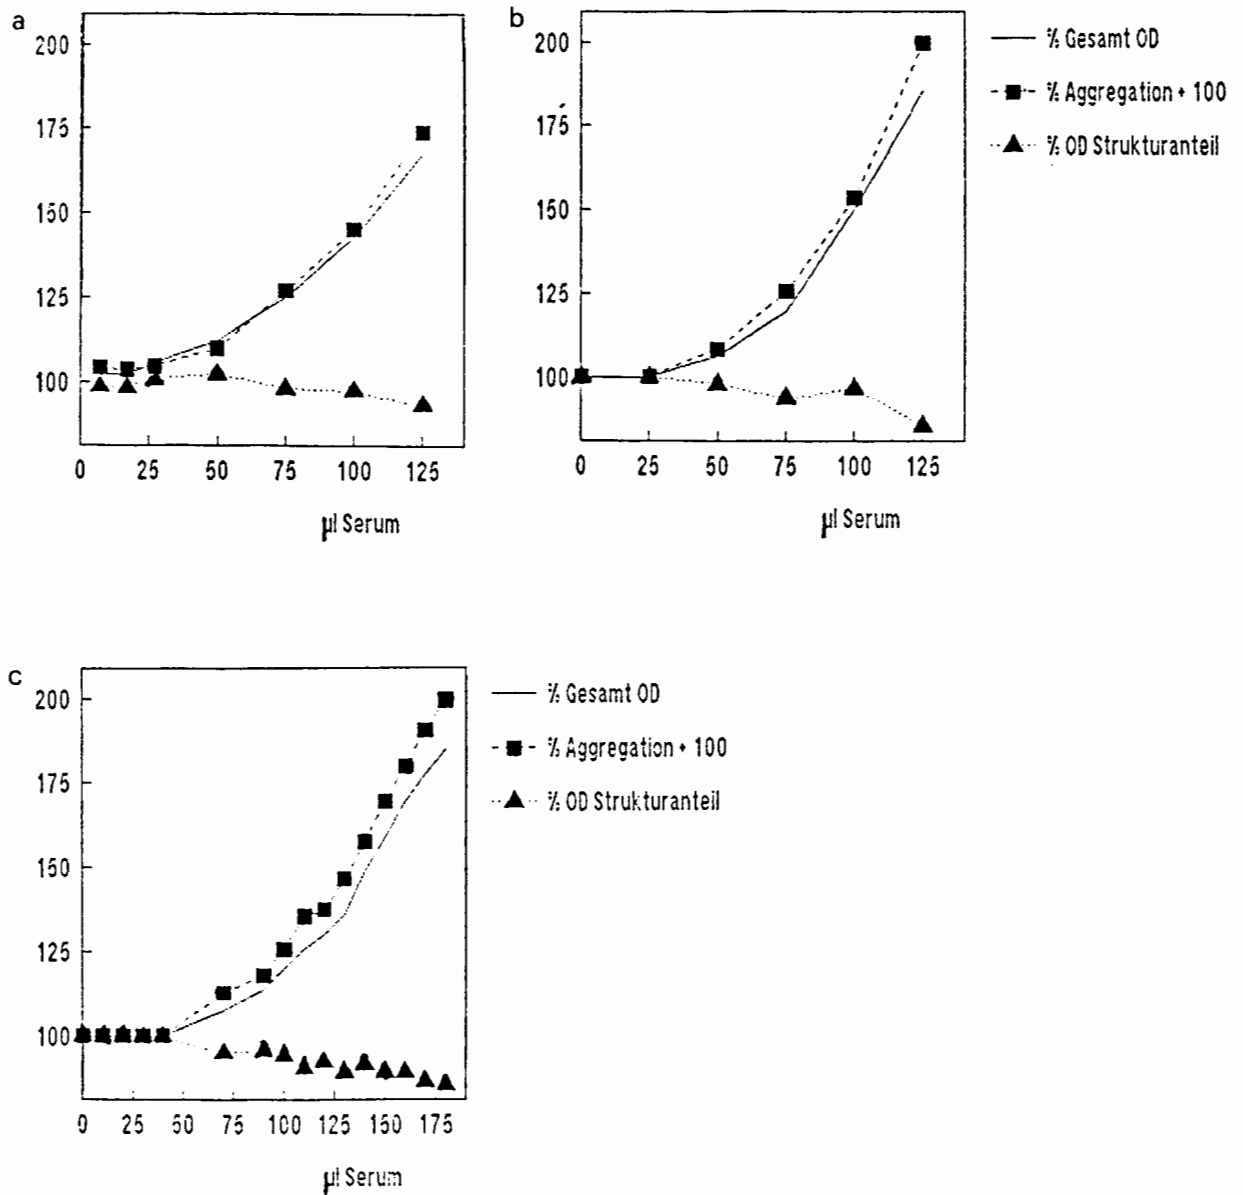 a
200
175
150
125
100
0 25 50 75 100 125
µl Serum
b
200
175
150
125
100
0 25 50 75 100 125
µl Serum
% Gesamt OD
% Aggregation + 100
% OD Strukturanteil
c
200
175
150
125
100
0 25 50 75 100 125 150 175
µl Serum
% Gesamt OD
% Aggregation + 100
% OD Strukturanteil